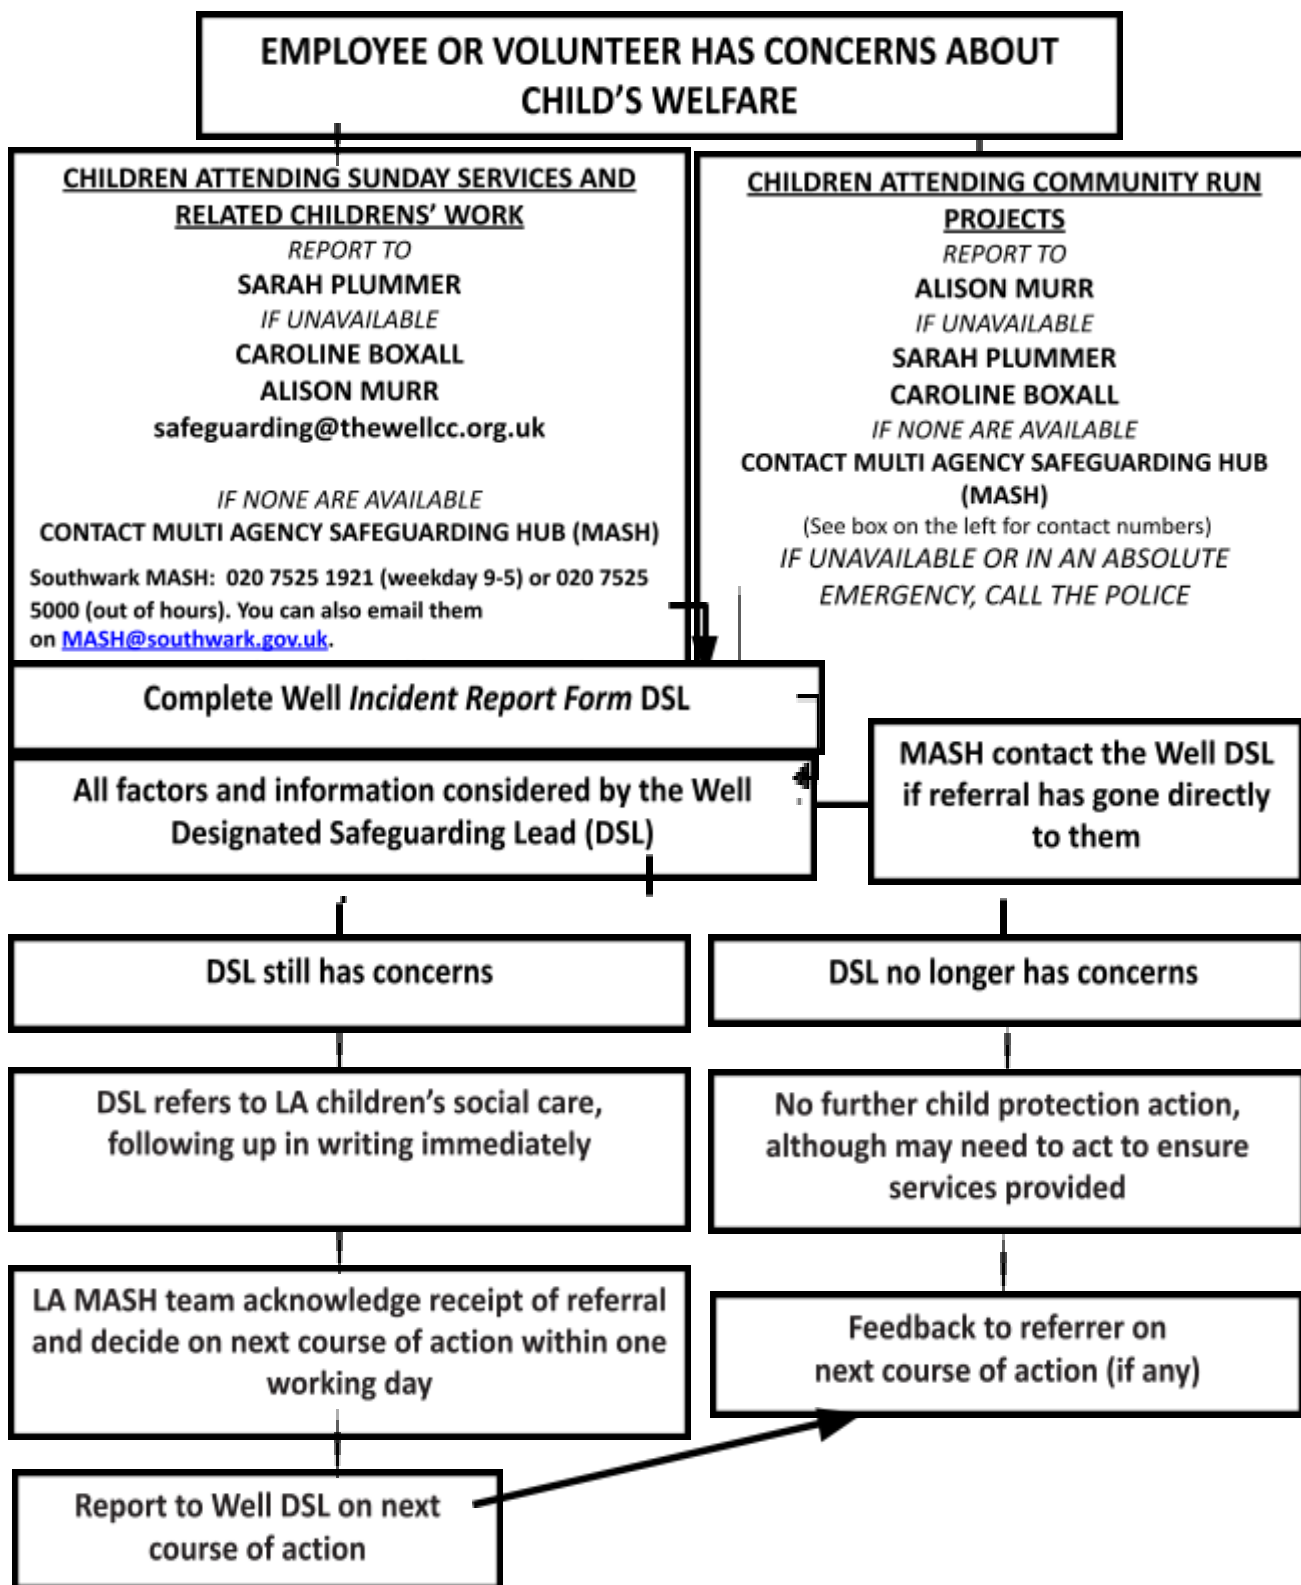 EMPLOYEE OR VOLUNTEER HAS CONCERNS ABOUT
CHILD'S WELFARE
CHILDREN ATTENDING SUNDAY SERVICES AND
RELATED CHILDRENS' WORK
REPORT TO
SARAH PLUMMER
IF UNAVAILABLE
CAROLINE BOXALL
ALISON MURR
safeguarding@thewellcc.org.uk
IF NONE ARE AVAILABLE
CONTACT MULTI AGENCY SAFEGUARDING HUB (MASH)
Southwark MASH: 020 7525 1921 (weekday 9-5) or 020 7525
5000 (out of hours). You can also email them
on MASH@southwark.gov.uk.
CHILDREN ATTENDING COMMUNITY RUN
PROJECTS
REPORT TO
ALISON MURR
IF UNAVAILABLE
SARAH PLUMMER
CAROLINE BOXALL
IF NONE ARE AVAILABLE
CONTACT MULTI AGENCY SAFEGUARDING HUB
(MASH)
(See box on the left for contact numbers)
IF UNAVAILABLE OR IN AN ABSOLUTE
EMERGENCY, CALL THE POLICE
Complete Well Incident Report Form DSL
All factors and information considered by the Well
Designated Safeguarding Lead (DSL)
MASH contact the Well DSL
if referral has gone directly
to them
DSL still has concerns
DSL no longer has concerns
DSL refers to LA children's social care,
following up in writing immediately
No further child protection action,
although may need to act to ensure
services provided
LA MASH team acknowledge receipt of referral
and decide on next course of action within one
working day
Feedback to referrer on
next course of action (if any)
Report to Well DSL on next
course of action